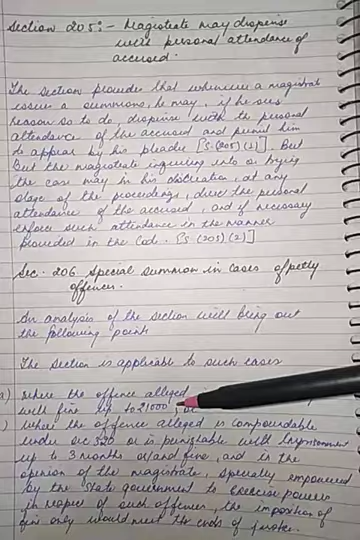 Section 205:- Magistrate may dispense
with personal attendance of
accused.
The section provides that whenever a magistrate
issues a summons, he may, if he sees
reason so to do, dispense with the personal
attendance of the accused and permit him
to appear by his pleader [S.(205)(1)]. But
But the magistrate inquiring into or trying
the case may in his discretion, at any
stage of the proceedings, direct the personal
attendance of the accused, and if necessary
enforce such attendance in the manner
provided in the Code. [S (205)(2)]
Sec. 206 Special summon in cases of petty
offences.
An analysis of the section will bring out
the following points
The section is applicable to such cases
a) where the offence alleged
with fine up to 21000, or
) Where the offence alleged is compoundable
under sec 320 or is punishable with Imprisonment
up to 3 months or/and fine, and in the
opinion of the magistrate, specially empowered
by the State government to exercise power
in respect of such offences, the imposition of
fine only would meet the ends of justice.